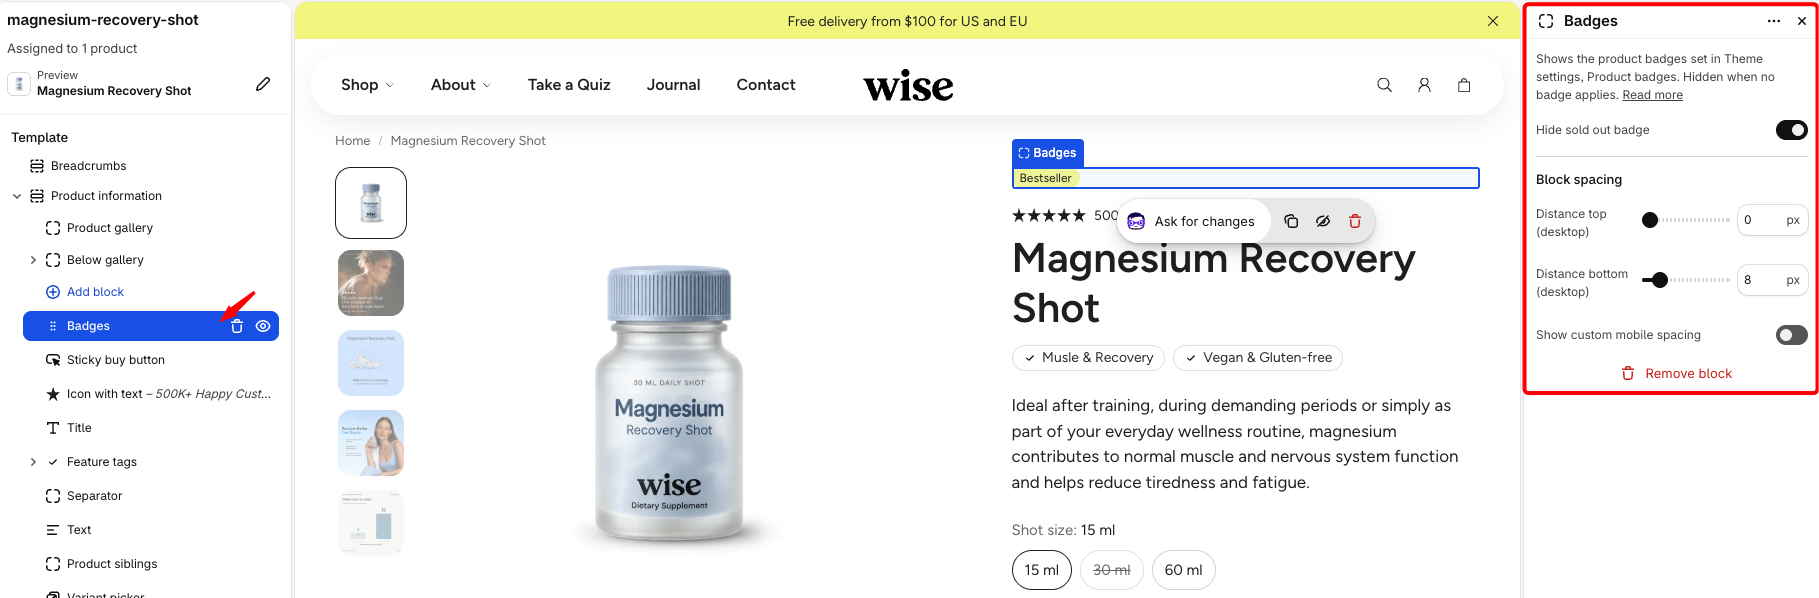 magnesium-recovery-shot
Assigned to 1 product
Preview
Magnesium Recovery Shot
Template
Breadcrumbs
Product information
Product gallery
Below gallery
Add block
Badges
Sticky buy button
Icon with text – 500K+ Happy Cust...
Title
Feature tags
Separator
Text
Product siblings
Variant picker
Free delivery from $100 for US and EU
Shop
About
Take a Quiz
Journal
Contact
wise
Home / Magnesium Recovery Shot
30 ML DAILY SHOT
Magnesium
Recovery Shot
wise
Dietary Supplement
Badges
Bestseller
★★★★★ 500
Ask for changes
Magnesium Recovery
Shot
Musle & Recovery
Vegan & Gluten-free
Ideal after training, during demanding periods or simply as
part of your everyday wellness routine, magnesium
contributes to normal muscle and nervous system function
and helps reduce tiredness and fatigue.
Shot size: 15 ml
15 ml
30 ml
60 ml
Badges
Shows the product badges set in Theme
settings, Product badges. Hidden when no
badge applies. Read more
Hide sold out badge
Block spacing
Distance top
(desktop)
0 px
Distance bottom
(desktop)
8 px
Show custom mobile spacing
Remove block